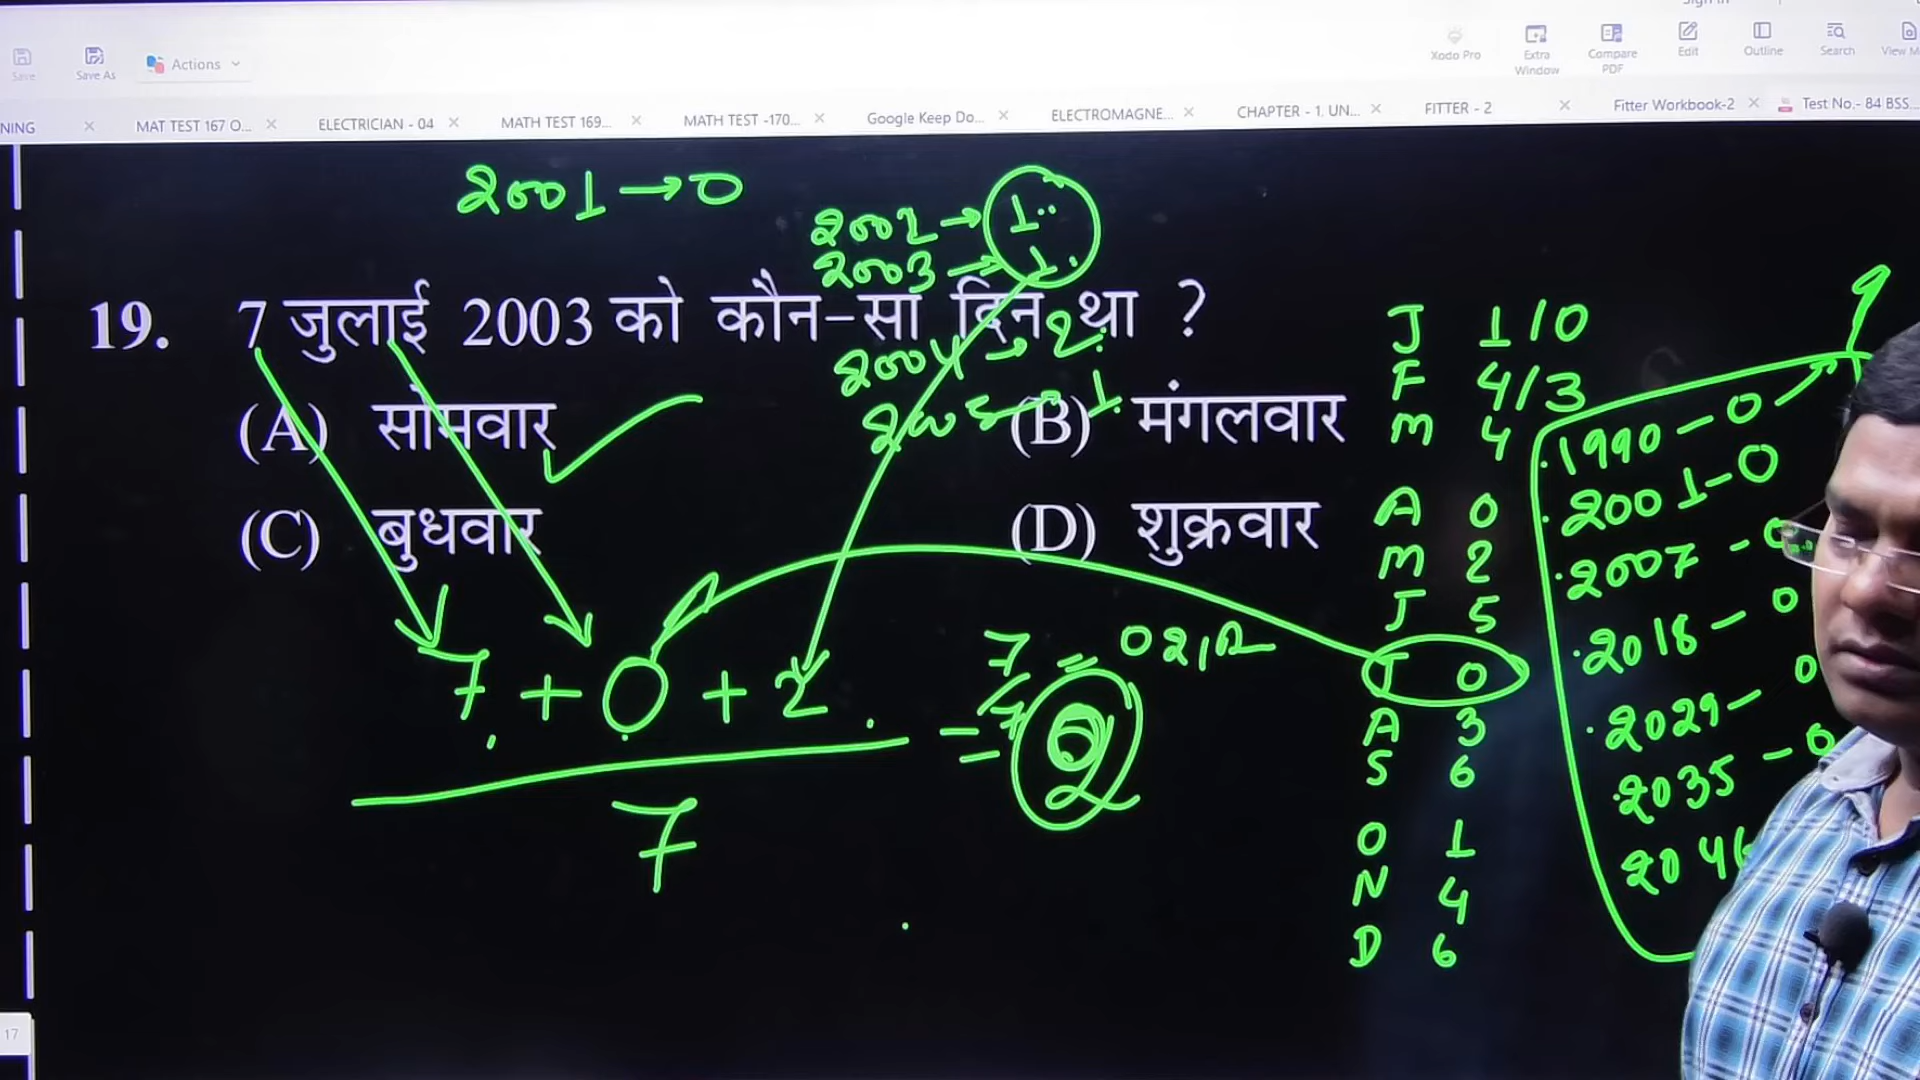 Save
Save As
Actions
Xodo Pro
Extra Window
Compare PDF
Edit
Outline
Search
View M
NING
MAT TEST 167 O...
ELECTRICIAN - 04
MATH TEST 169...
MATH TEST -170...
Google Keep Do...
ELECTROMAGNE...
CHAPTER - 1. UN...
FITTER - 2
Fitter Workbook-2
Test No.- 84 BSS...
2001 → 0
2002 → 1
2003 → 1
19. 7 जुलाई 2003 को कौन-सा दिन था ?
2004 → 2
2005 → 1
(A) सोमवार
(B) मंगलवार
(C) बुधवार
(D) शुक्रवार
7 + 0 + 2
7
J 1/0
F 4/3
M 4
A 0
M 2
J 5
J 0
A 3
S 6
O 1
N 4
D 6
1990 - 0
2001 - 0
2007 - 0
2018 - 0
2029 - 0
2035 - 0
17